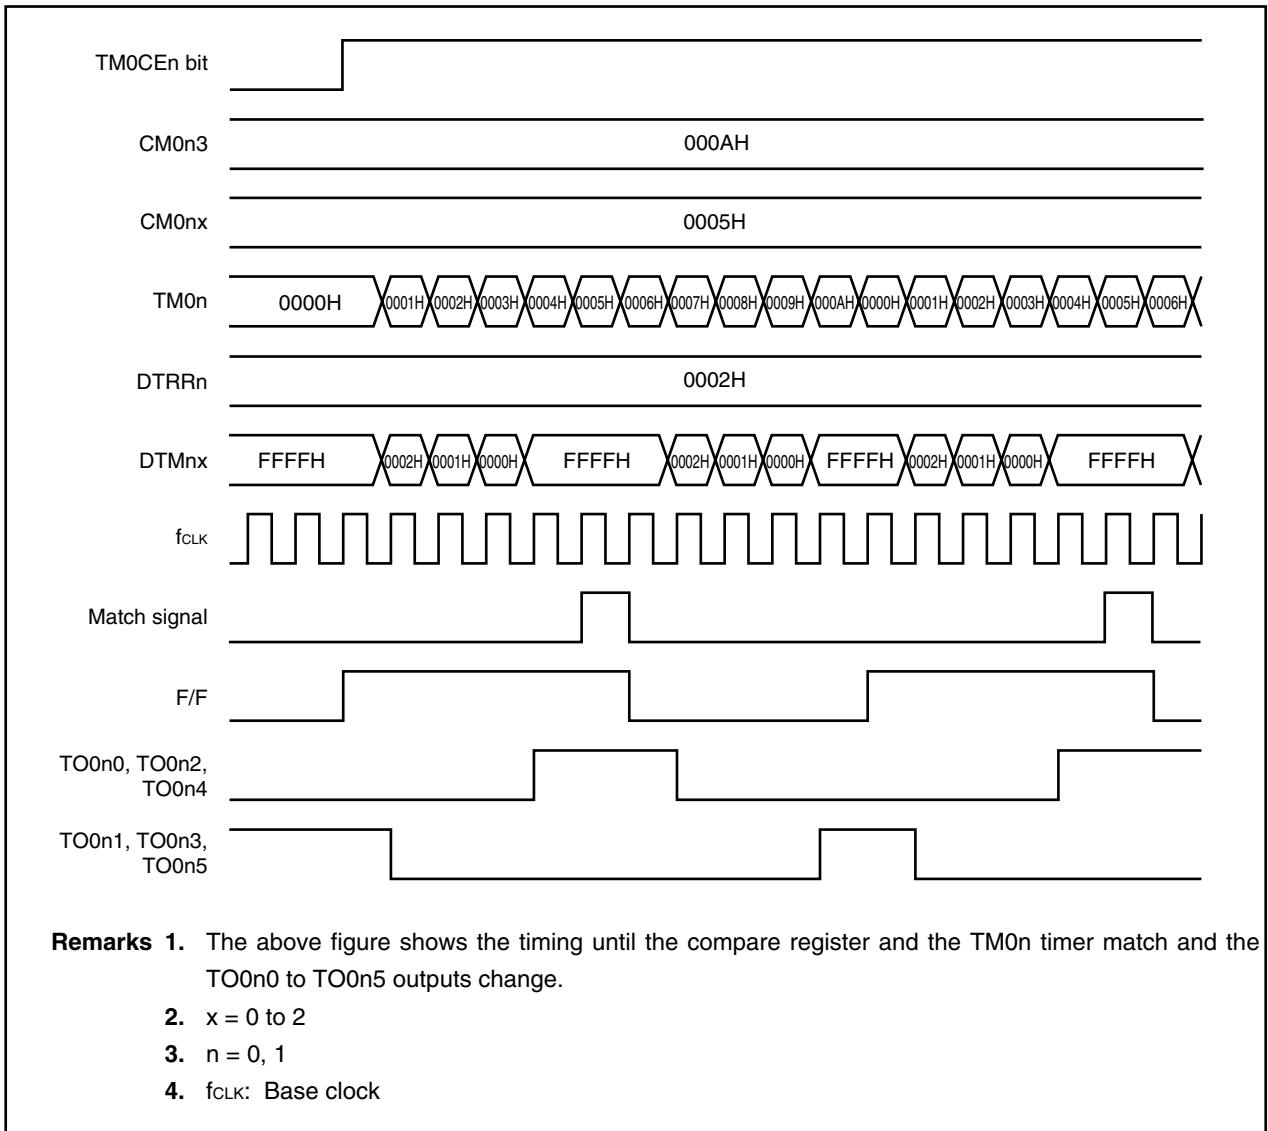 TM0CEn bit
CM0n3 000AH
CM0nx 0005H
TM0n 0000H 0001H 0002H 0003H 0004H 0005H 0006H 0007H 0008H 0009H 000AH 0000H 0001H 0002H 0003H 0004H 0005H 0006H
DTRRn 0002H
DTMnx FFFFH 0002H 0001H 0000H FFFFH 0002H 0001H 0000H FFFFH 0002H 0001H 0000H FFFFH
fCLK
Match signal
F/F
TO0n0, TO0n2,
TO0n4
TO0n1, TO0n3,
TO0n5
Remarks 1. The above figure shows the timing until the compare register and the TM0n timer match and the
TO0n0 to TO0n5 outputs change.
2. x = 0 to 2
3. n = 0, 1
4. fCLK: Base clock